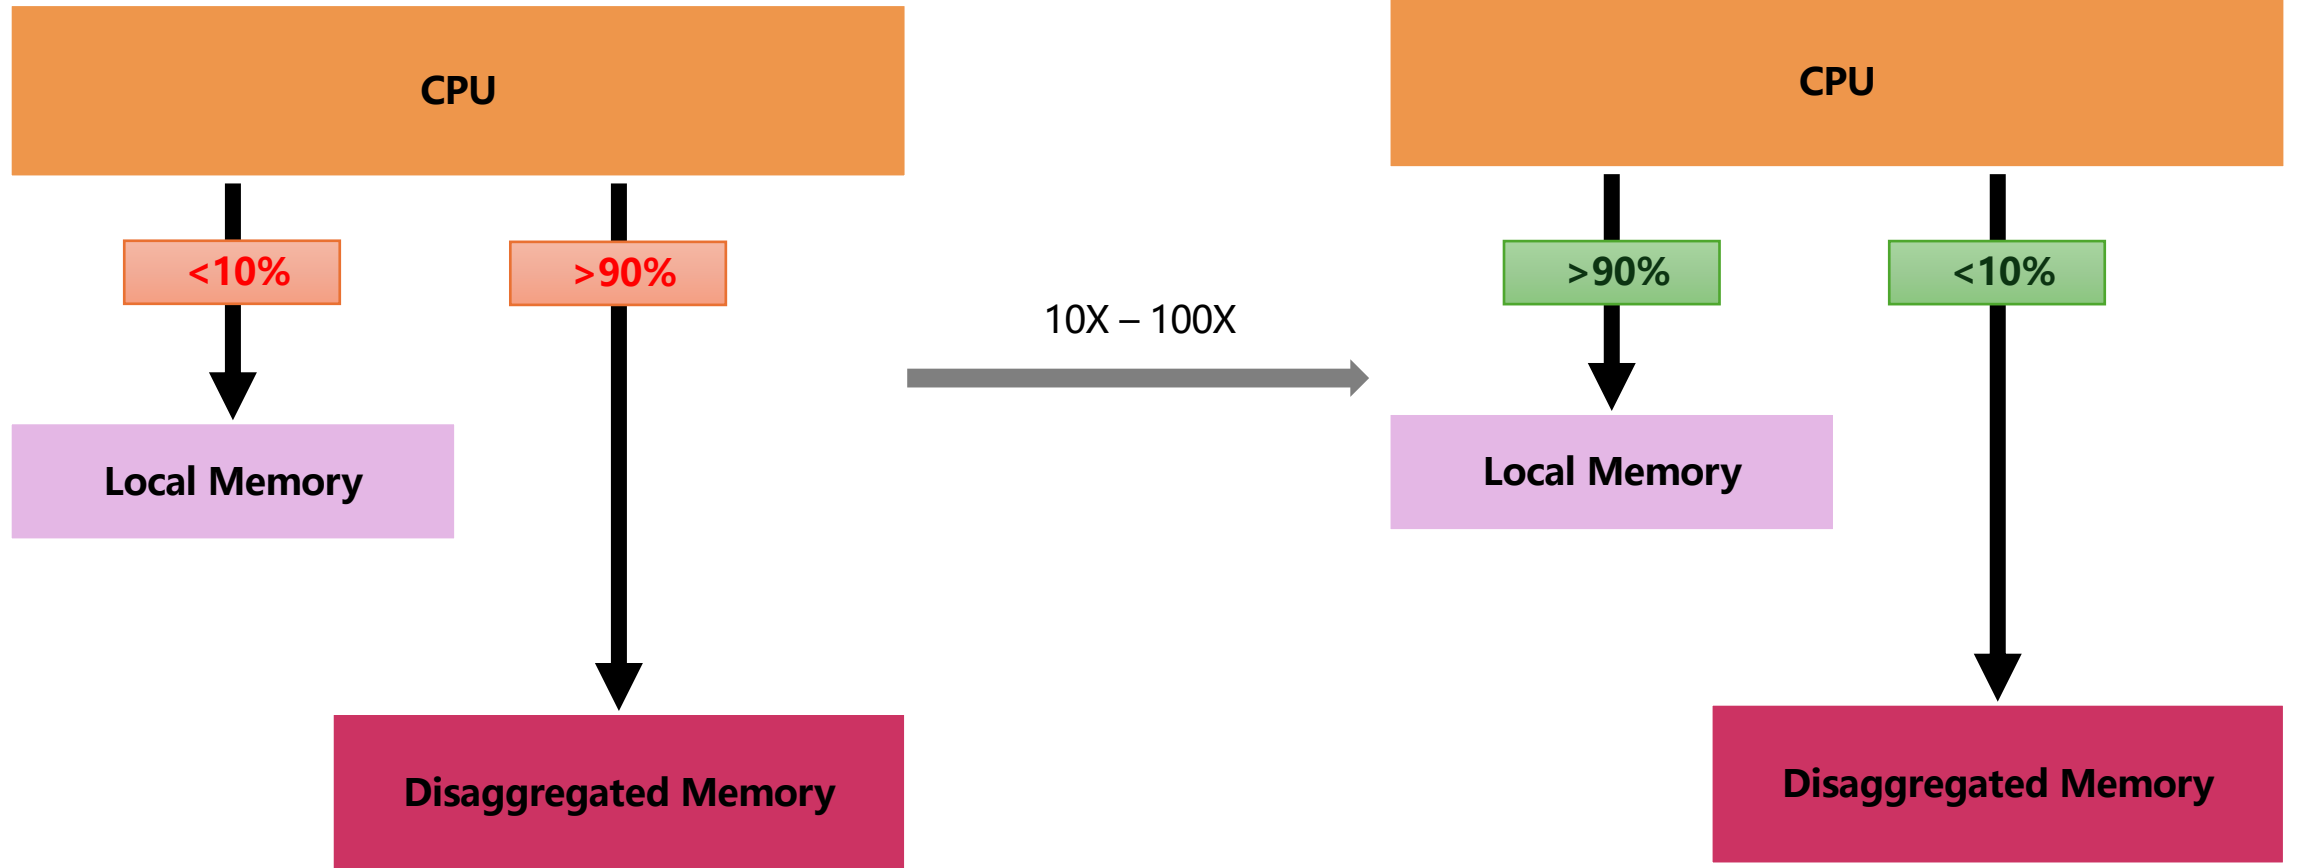 CPU
<10%
>90%
Local Memory
Disaggregated Memory
10X – 100X
CPU
>90%
<10%
Local Memory
Disaggregated Memory